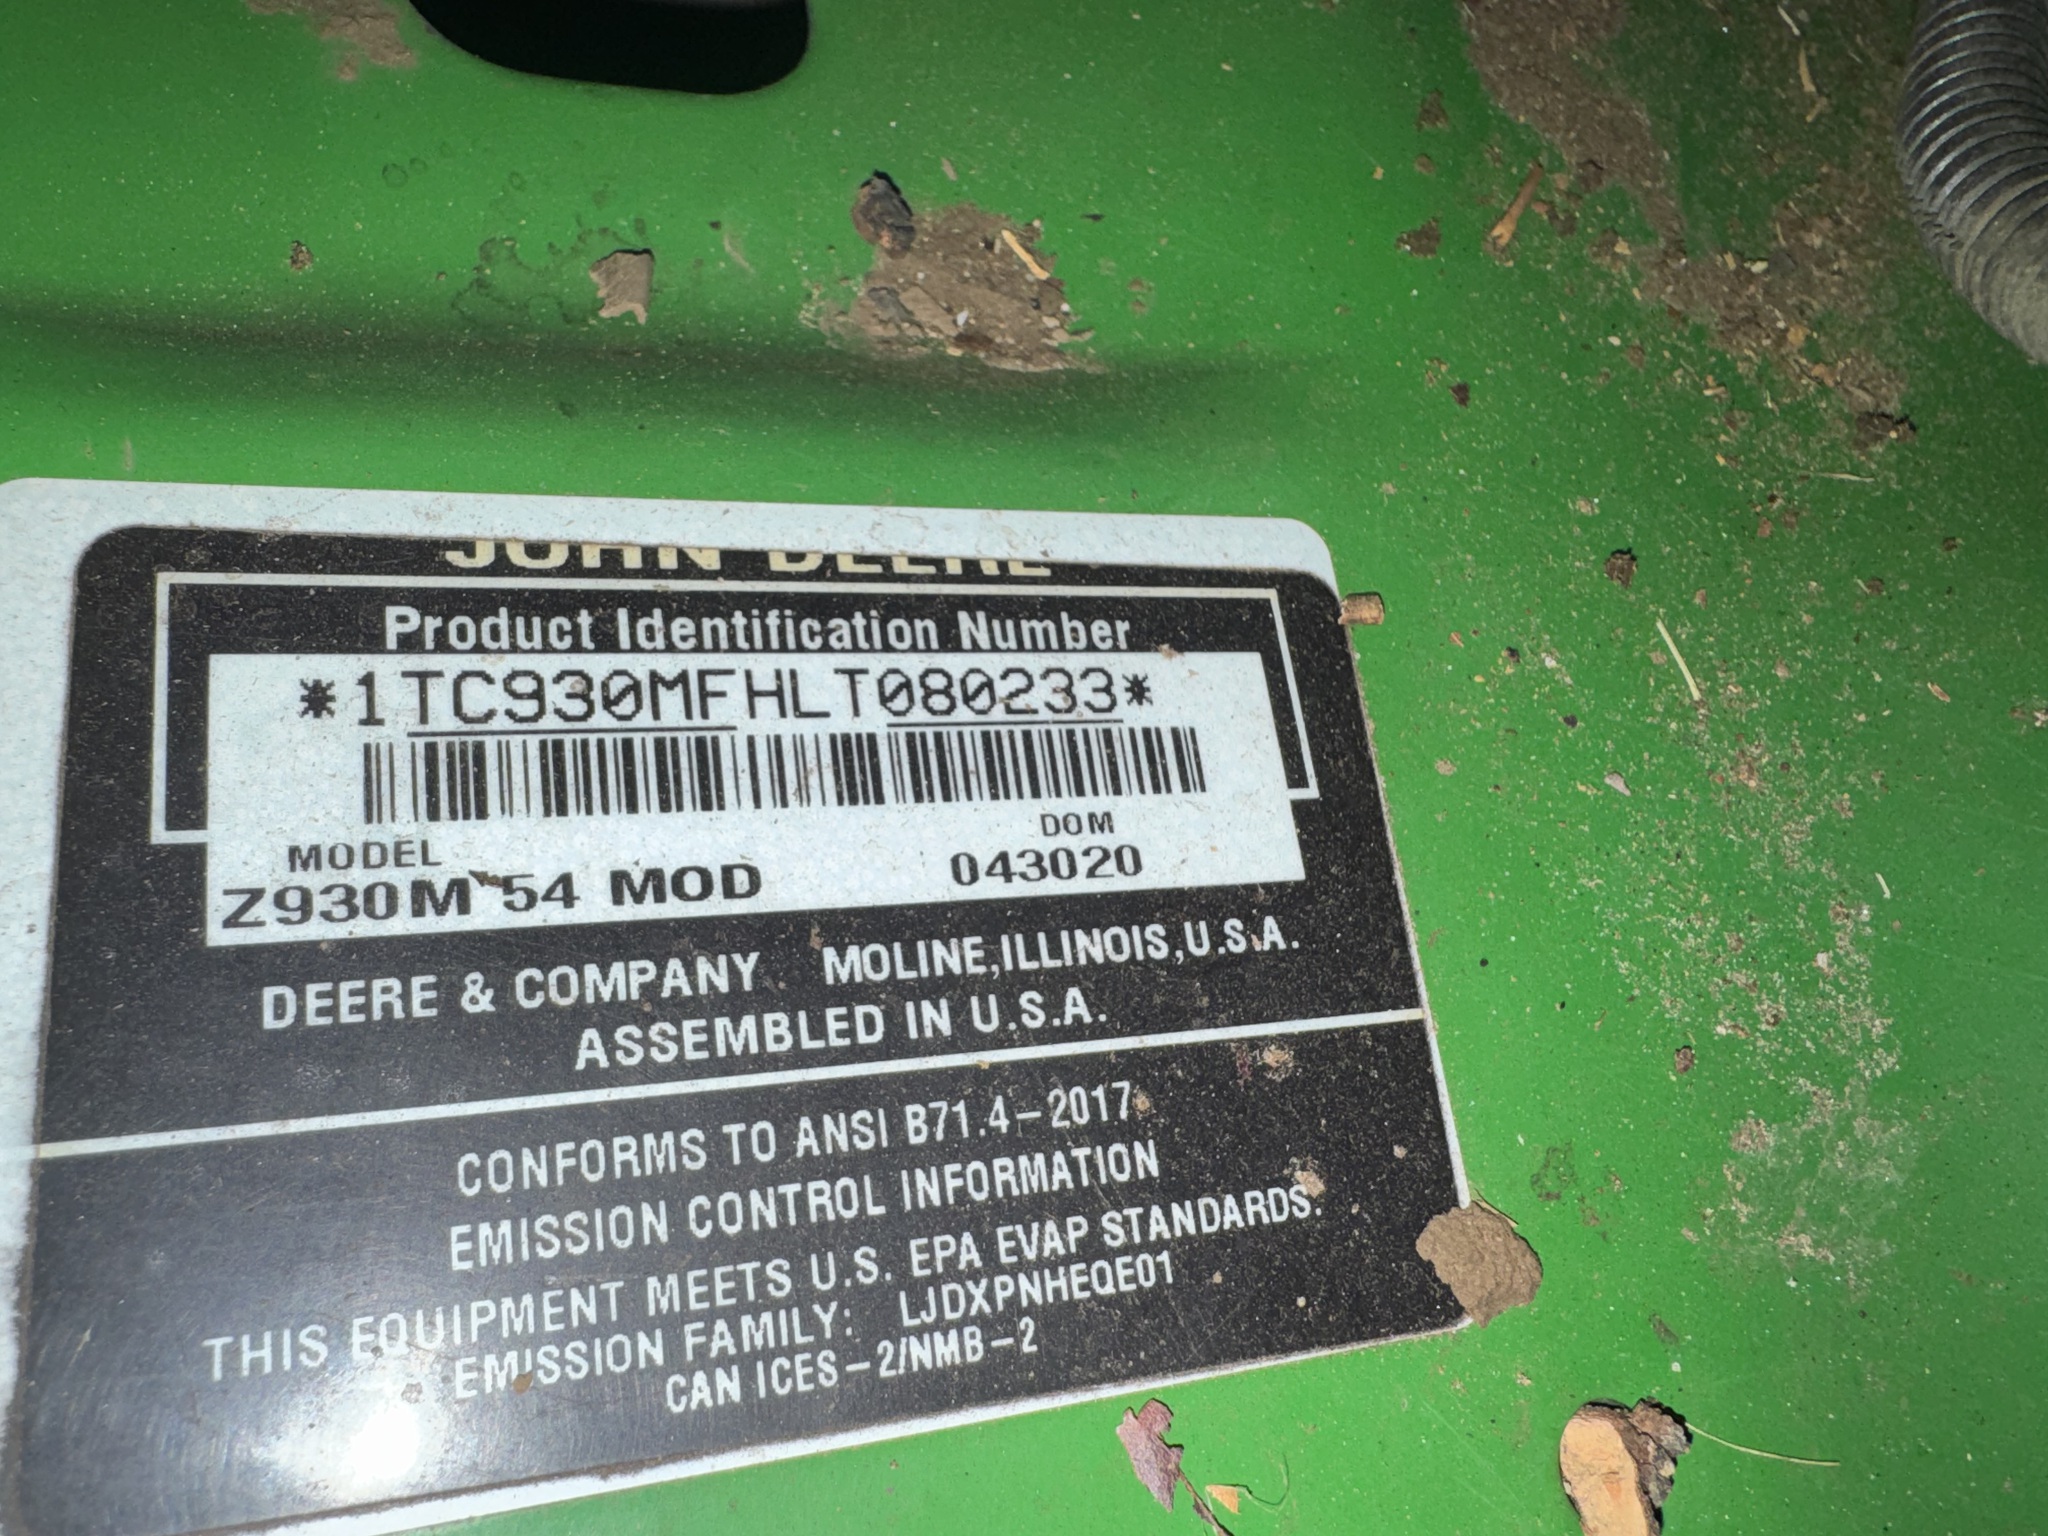 JOHN DEERE
Product Identification Number
*1TC930MFHLT080233*
MODEL
DOM
Z930M 54 MOD
043020
DEERE & COMPANY MOLINE, ILLINOIS, U.S.A.
ASSEMBLED IN U.S.A.
CONFORMS TO ANSI B71.4-2017
EMISSION CONTROL INFORMATION
THIS EQUIPMENT MEETS U.S. EPA EVAP STANDARDS.
EMISSION FAMILY: LJDXPNHEQE01
CAN ICES-2/NMB-2